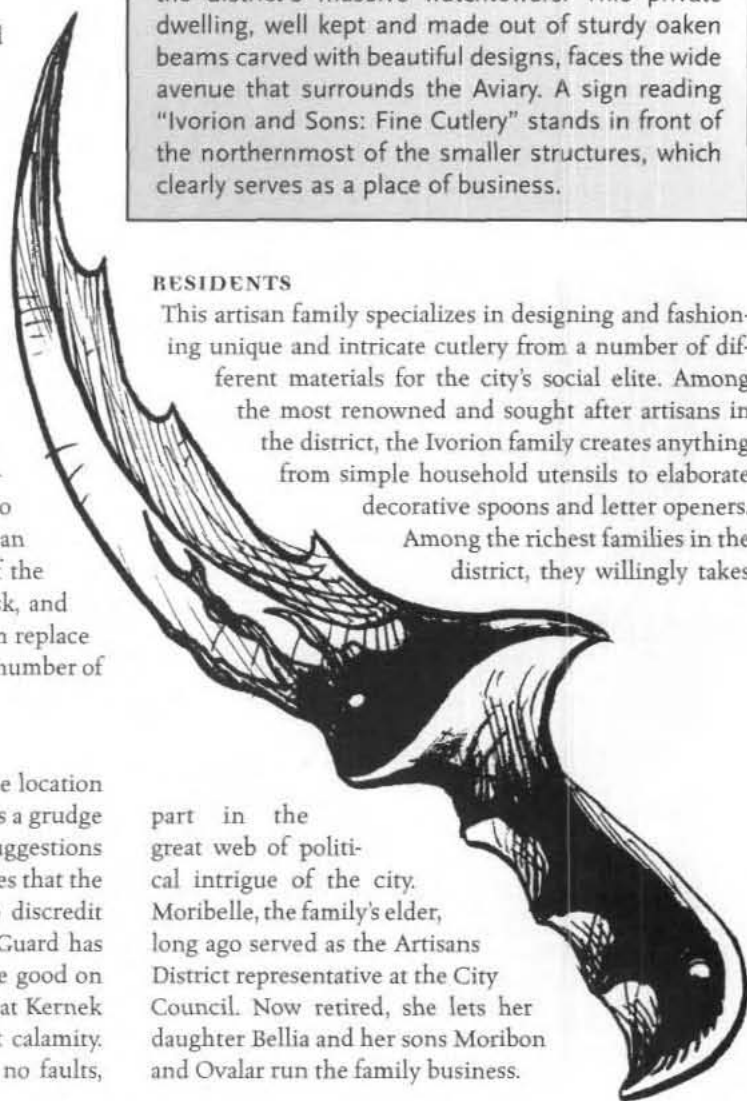 dwelling, well kept and made out of sturdy oaken
beams carved with beautiful designs, faces the wide
avenue that surrounds the Aviary. A sign reading
"Ivorion and Sons: Fine Cutlery" stands in front of
the northernmost of the smaller structures, which
clearly serves as a place of business.
RESIDENTS
This artisan family specializes in designing and fashion-
ing unique and intricate cutlery from a number of dif-
ferent materials for the city's social elite. Among
the most renowned and sought after artisans in
the district, the Ivorion family creates anything
from simple household utensils to elaborate
decorative spoons and letter openers.
Among the richest families in the
district, they willingly takes
part in the
great web of politi-
cal intrigue of the city.
Moribelle, the family's elder,
long ago served as the Artisans
District representative at the City
Council. Now retired, she lets her
daughter Bellia and her sons Moribon
and Ovalar run the family business.
an
the
and
replace
number of
location
s a grudge
es that the
discredit
Guard has
good on
at Kernek
calamity.
no faults,